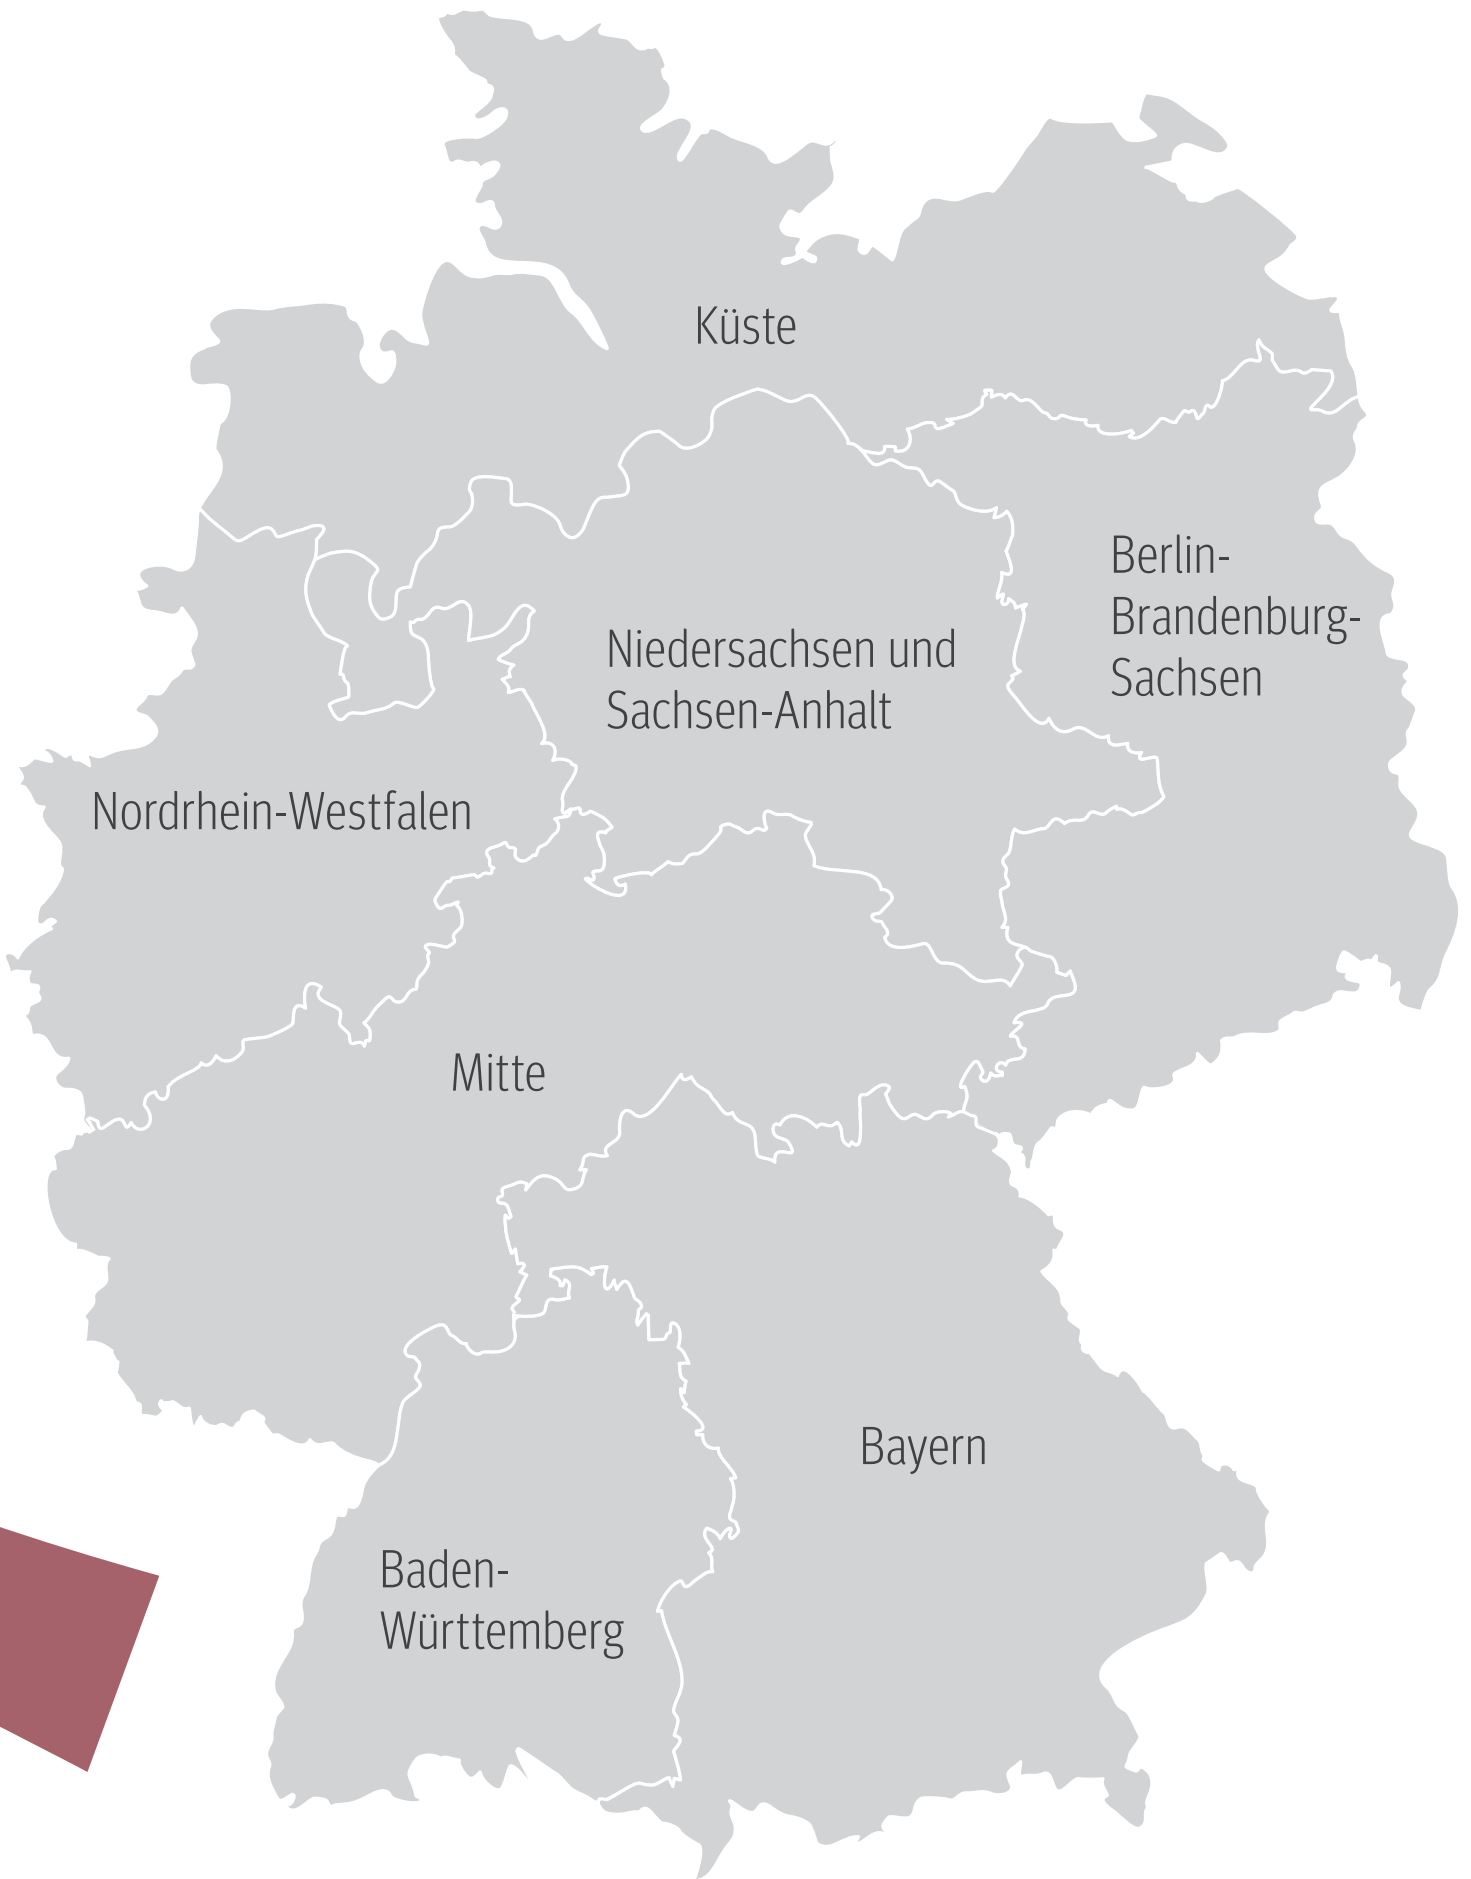 Küste
Berlin-
Brandenburg-
Sachsen
Niedersachsen und
Sachsen-Anhalt
Nordrhein-Westfalen
Mitte
Bayern
Baden-
Württemberg